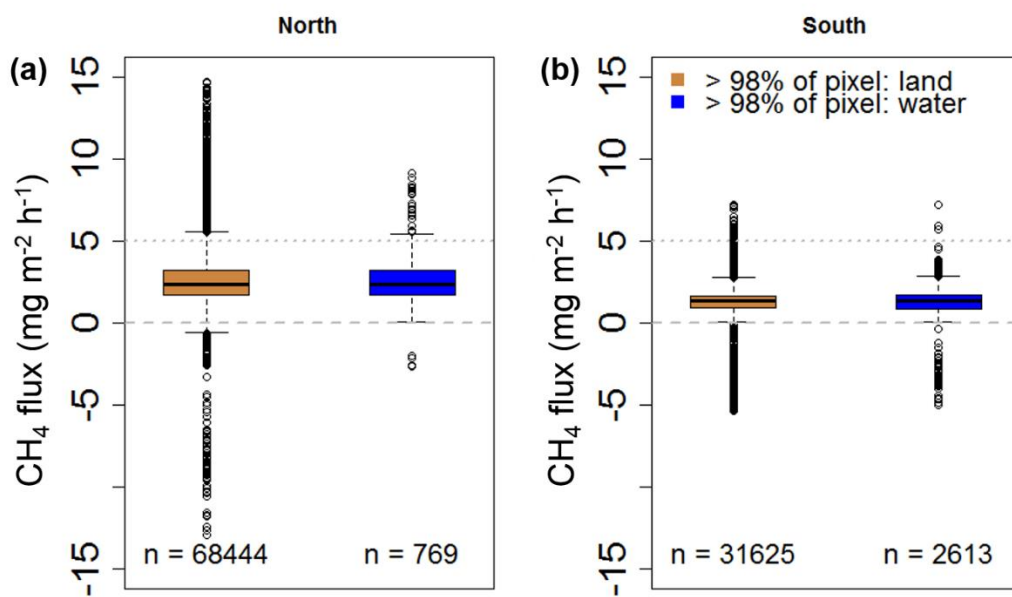 North
South
(a)
(b)
CH₄ flux (mg m⁻² h⁻¹)
15
10
5
0
-5
-15
n = 68444
n = 769
CH₄ flux (mg m⁻² h⁻¹)
15
10
5
0
-5
-15
> 98% of pixel: land
> 98% of pixel: water
n = 31625
n = 2613